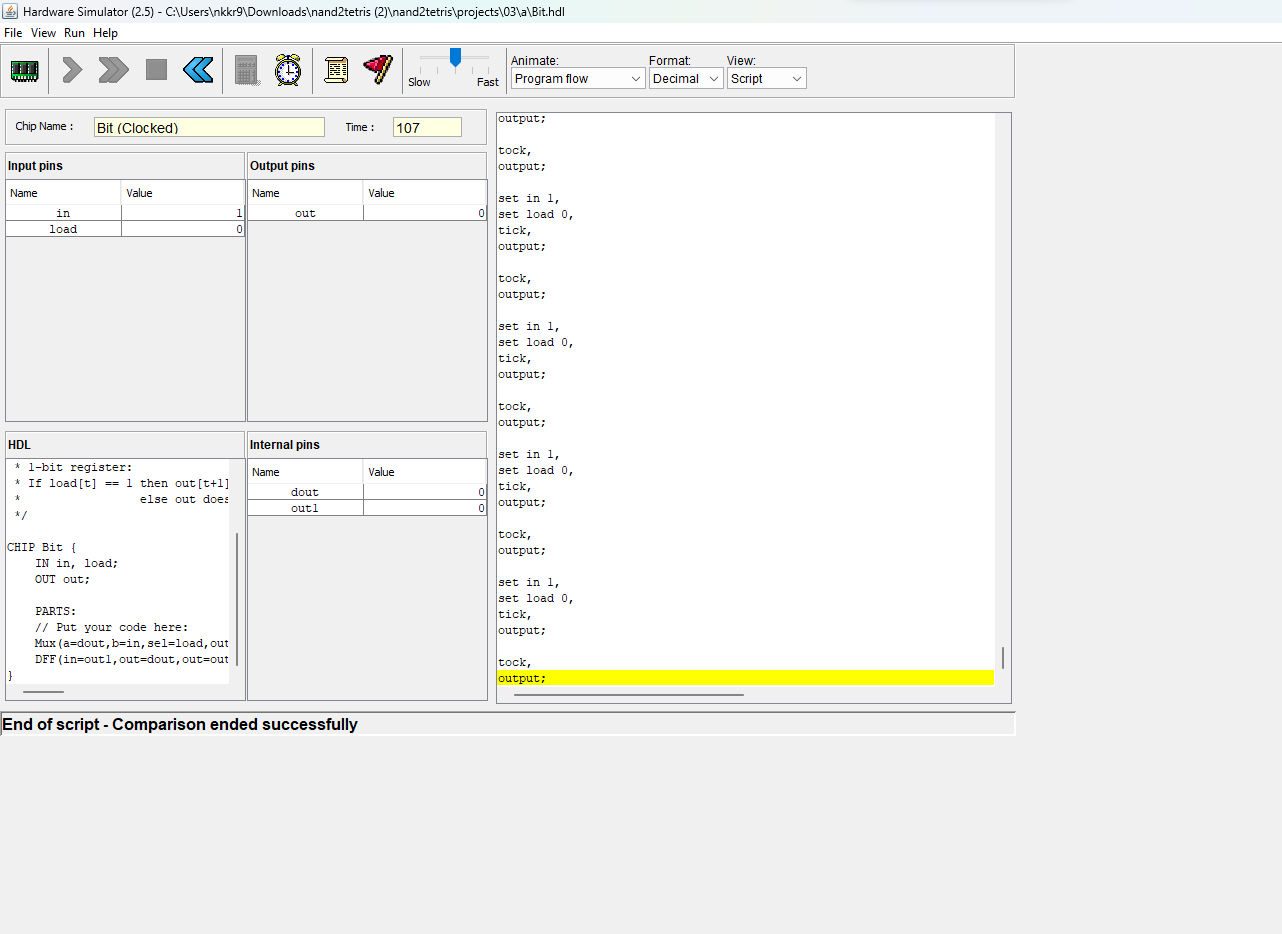 Hardware Simulator (2.5) - C:\Users\nkkr9\Downloads\nand2tetris (2)\nand2tetris\projects\03\a\Bit.hdl
File View Run Help
Animate: Format: View:
Slow Fast Program flow Decimal Script
Chip Name : Bit (Clocked) Time : 107
Input pins
Name Value
in 1
load 0
Output pins
Name Value
out 0
HDL
* 1-bit register:
* If load[t] == 1 then out[t+1]
* else out does
*/
CHIP Bit {
IN in, load;
OUT out;
PARTS:
// Put your code here:
Mux(a=dout,b=in,sel=load,out
DFF(in=out1,out=dout,out=out
}
Internal pins
Name Value
dout 0
out1 0
output;
tock,
output;
set in 1,
set load 0,
tick,
output;
tock,
output;
set in 1,
set load 0,
tick,
output;
tock,
output;
set in 1,
set load 0,
tick,
output;
tock,
output;
set in 1,
set load 0,
tick,
output;
tock,
output;
End of script - Comparison ended successfully